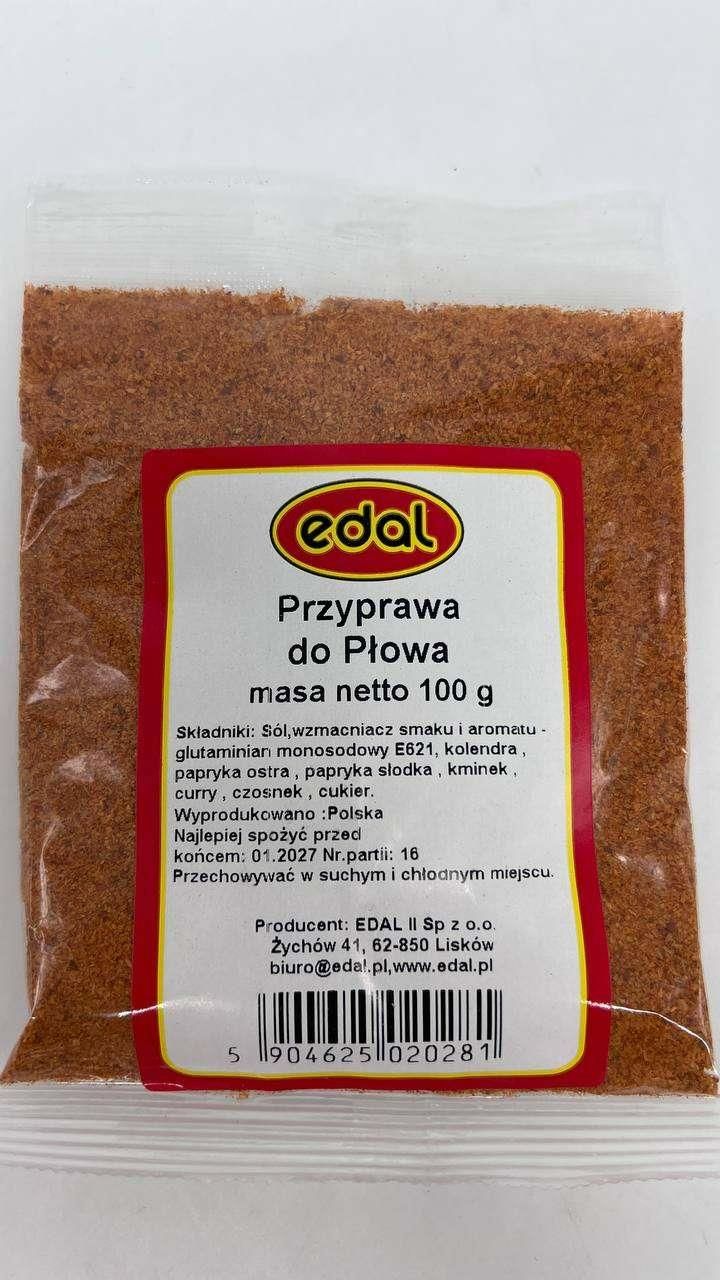 edal
Przyprawa
do Płowa
masa netto 100 g
Składniki: Sól,wzmacniacz smaku i aromatu -
glutaminian monosodowy E621, kolendra ,
papryka ostra , papryka słodka , kminek ,
curry , czosnek , cukier.
Wyprodukowano :Polska
Najlepiej spożyć przed
końcem: 01.2027 Nr.partii: 16
Przechowywać w suchym i chłodnym miejscu.
Producent: EDAL II Sp z o.o.
Żychów 41, 62-850 Lisków
biuro@edal.pl,www.edal.pl
5 904625 020281